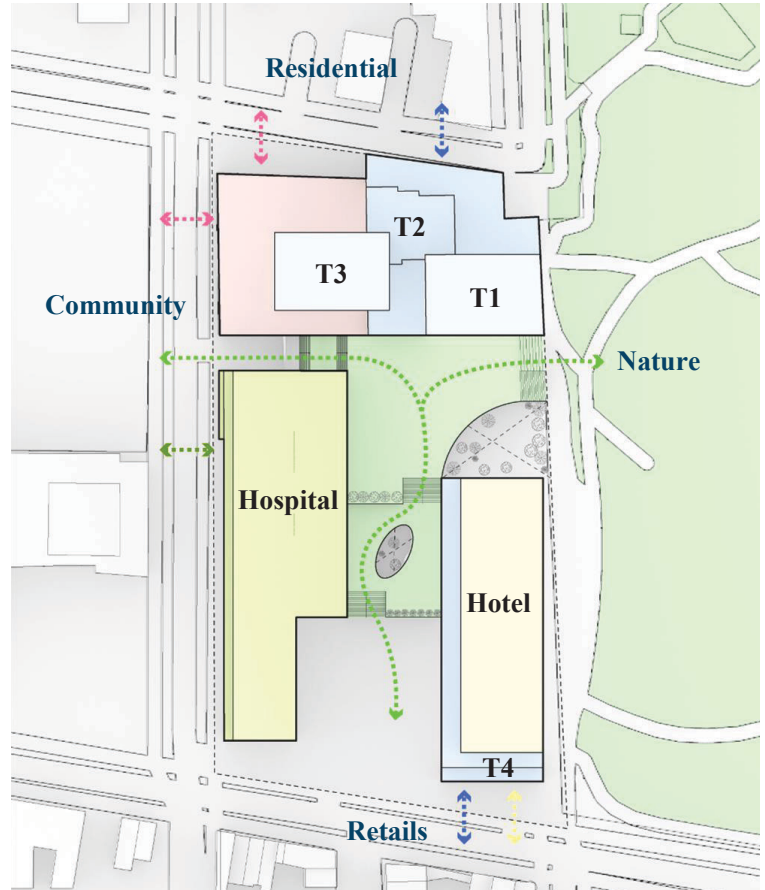 Residential
T2
T3
T1
Community
Nature
Hospital
Hotel
T4
Retails